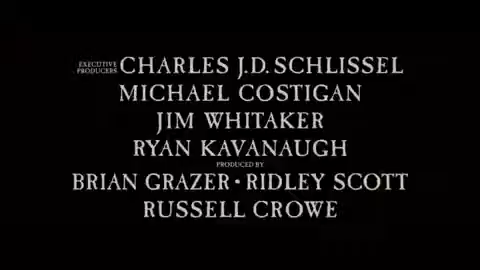 EXECUTIVE PRODUCERS CHARLES J.D. SCHLISSEL
MICHAEL COSTIGAN
JIM WHITAKER
RYAN KAVANAUGH
PRODUCED BY
BRIAN GRAZER · RIDLEY SCOTT
RUSSELL CROWE